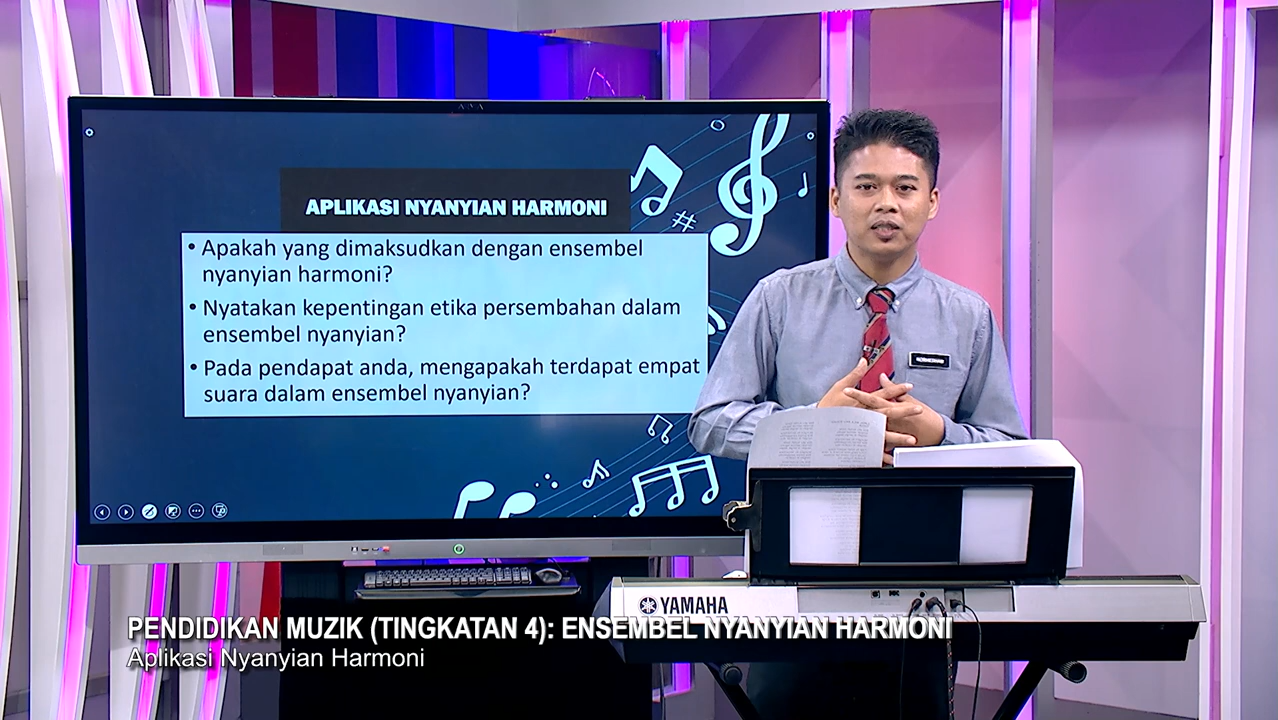 APLIKASI NYANYIAN HARMONI
• Apakah yang dimaksudkan dengan ensembel
nyanyian harmoni?
• Nyatakan kepentingan etika persembahan dalam
ensembel nyanyian?
• Pada pendapat anda, mengapakah terdapat empat
suara dalam ensembel nyanyian?
YAMAHA
PENDIDIKAN MUZIK (TINGKATAN 4): ENSEMBEL NYANYIAN HARMONI
Aplikasi Nyanyian Harmoni